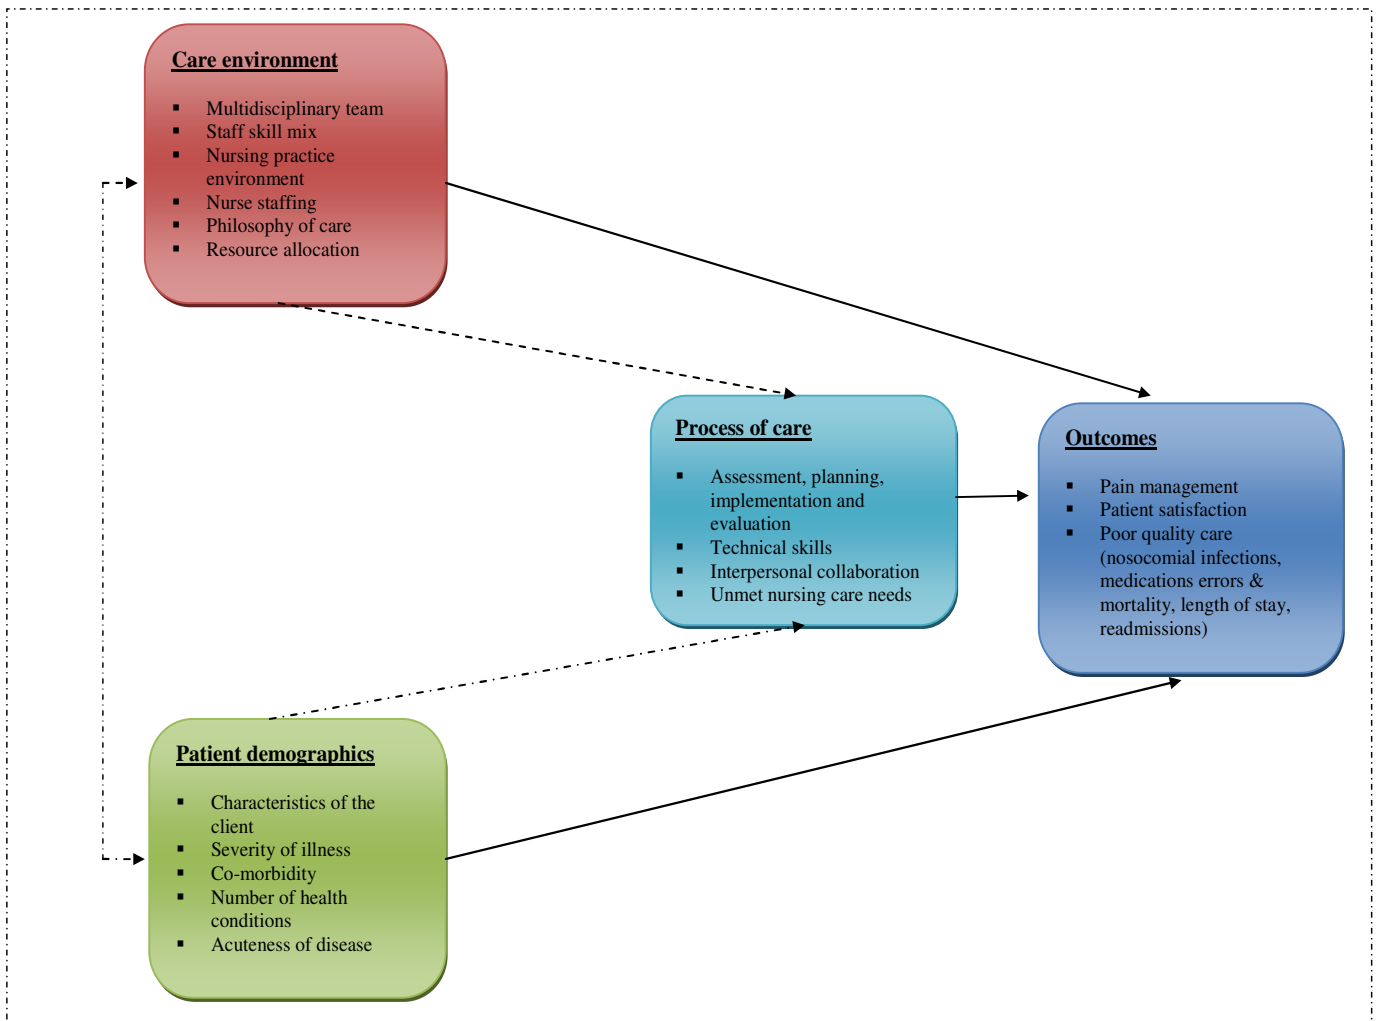 Care environment
▪ Multidisciplinary team
▪ Staff skill mix
▪ Nursing practice
environment
▪ Nurse staffing
▪ Philosophy of care
▪ Resource allocation
Process of care
▪ Assessment, planning,
implementation and
evaluation
▪ Technical skills
▪ Interpersonal collaboration
▪ Unmet nursing care needs
Outcomes
▪ Pain management
▪ Patient satisfaction
▪ Poor quality care
(nosocomial infections,
medications errors &
mortality, length of stay,
readmissions)
Patient demographics
▪ Characteristics of the
client
▪ Severity of illness
▪ Co-morbidity
▪ Number of health
conditions
▪ Acuteness of disease